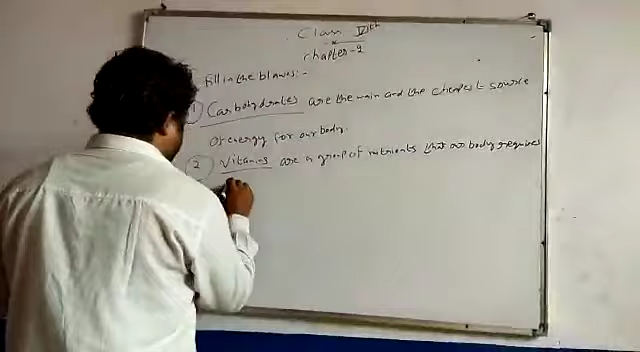 Class VIth
Chapter-2
Fill in the blanks:-
1) Carbohydrates are the main and the cheapest source
of energy for our body.
2) Vitamins are a group of nutrients that our body requires